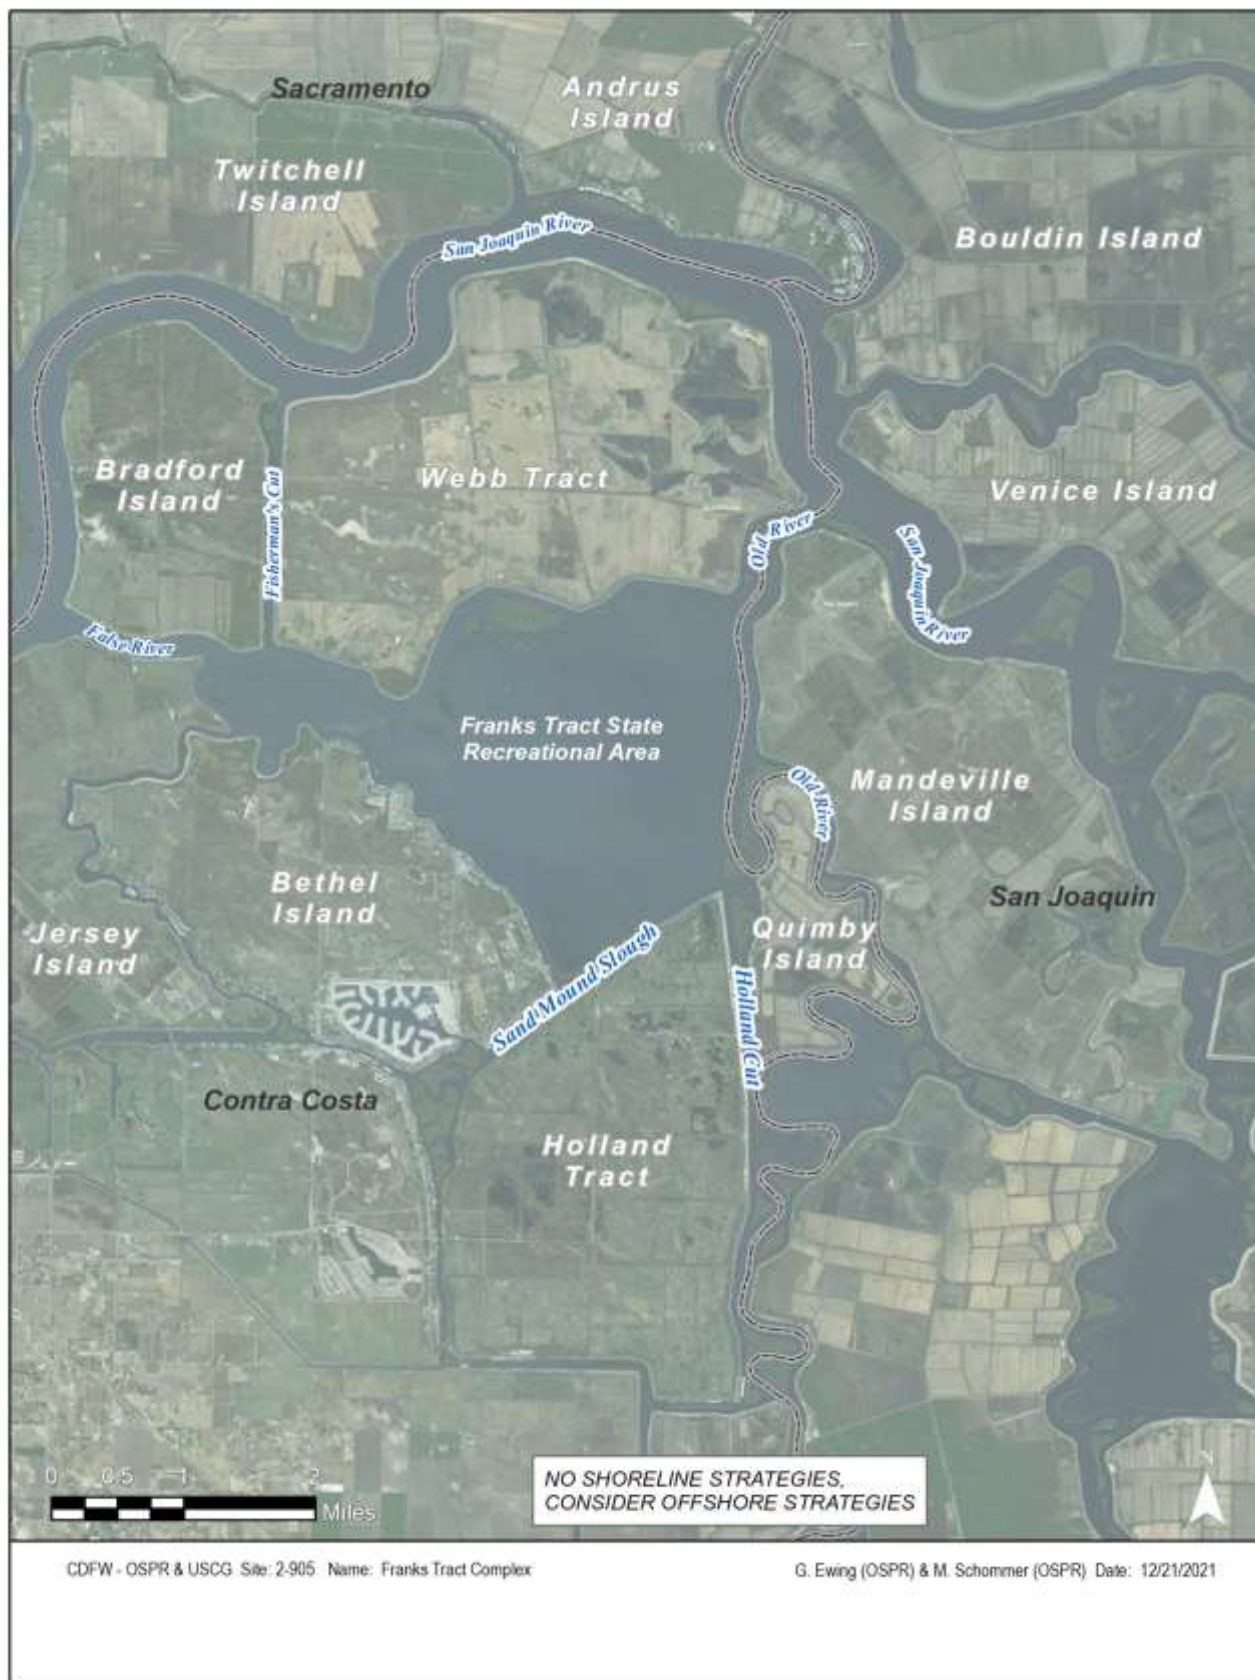 Sacramento
Andrus
Island
Twitchell
Island
San Joaquin River
Bouldin Island
Bradford
Island
Fisherman's Cut
Webb Tract
Venice Island
Old River
San Joaquin River
False River
Franks Tract State
Recreational Area
Old River
Mandeville
Island
Bethel
Island
San Joaquin
Jersey
Island
Quimby
Island
Sand Mound Slough
Holland Cut
Contra Costa
Holland
Tract
0 0.5 1 2
Miles
NO SHORELINE STRATEGIES,
CONSIDER OFFSHORE STRATEGIES
N
CDFW - OSPR & USCG Site: 2-905 Name: Franks Tract Complex
G. Ewing (OSPR) & M. Schommer (OSPR) Date: 12/21/2021